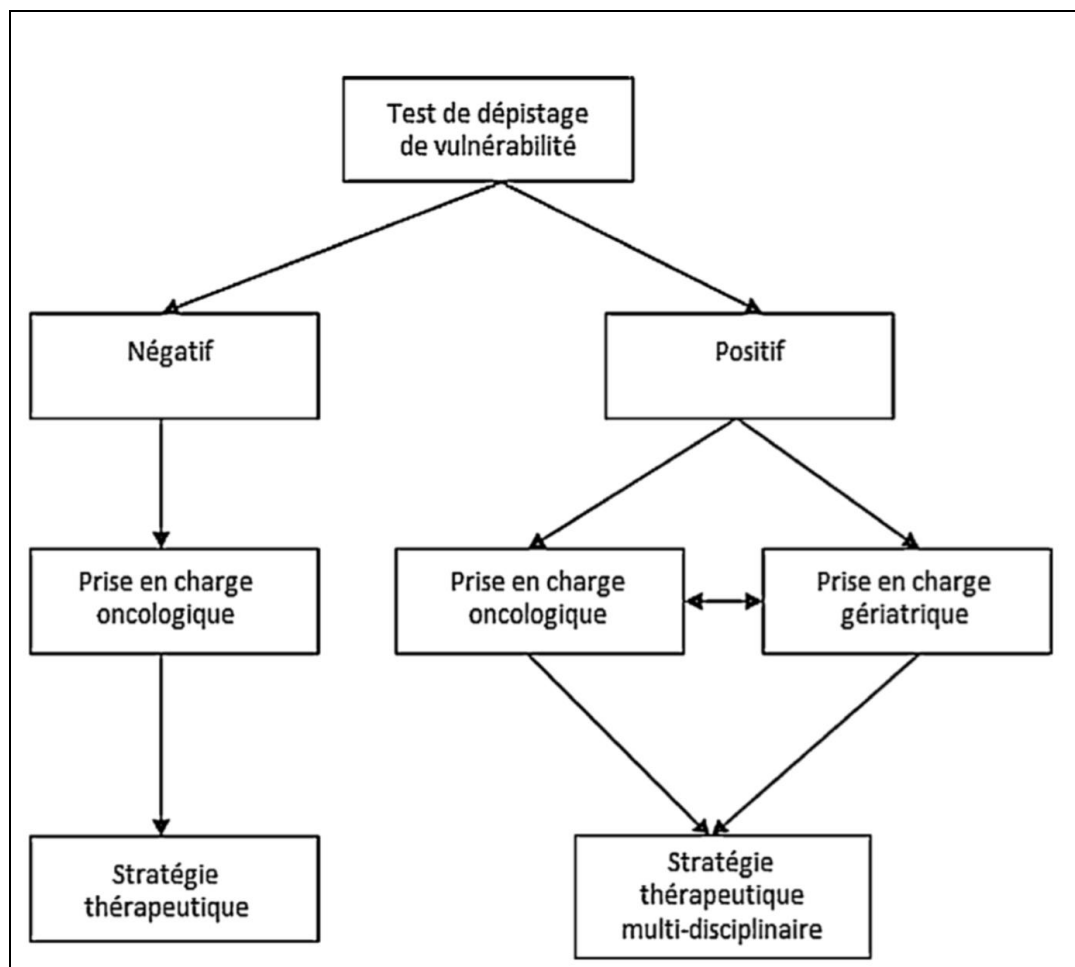 Test de dépistage
de vulnérabilité
Négatif
Positif
Prise en charge
oncologique
Prise en charge
oncologique
Prise en charge
gériatrique
Stratégie
thérapeutique
Stratégie
thérapeutique
multi-disciplinaire